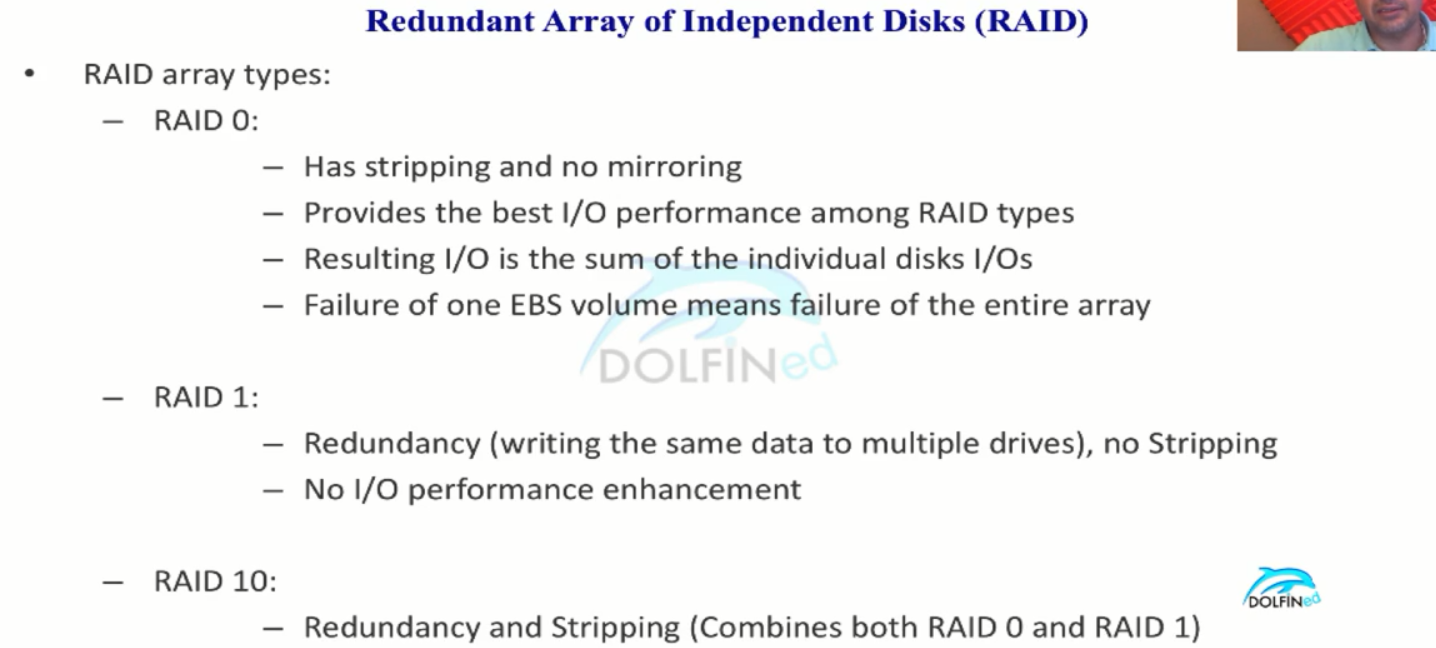 Redundant Array of Independent Disks (RAID)
• RAID array types:
– RAID 0:
– Has stripping and no mirroring
– Provides the best I/O performance among RAID types
– Resulting I/O is the sum of the individual disks I/Os
– Failure of one EBS volume means failure of the entire array
DOLFINed
– RAID 1:
– Redundancy (writing the same data to multiple drives), no Stripping
– No I/O performance enhancement
– RAID 10:
DOLFINed
– Redundancy and Stripping (Combines both RAID 0 and RAID 1)